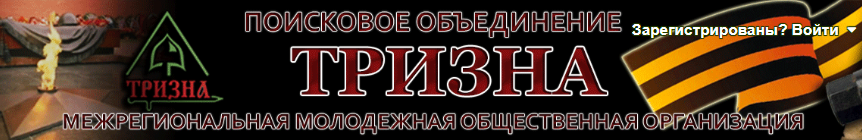 ПОИСКОВОЕ ОБЪЕДИНЕНИЕ
Зарегистрированы? Войти
ТРИЗНА
ТРИЗНА
МЕЖРЕГИОНАЛЬНАЯ МОЛОДЕЖНАЯ ОБЩЕСТВЕННАЯ ОРГАНИЗАЦИЯ